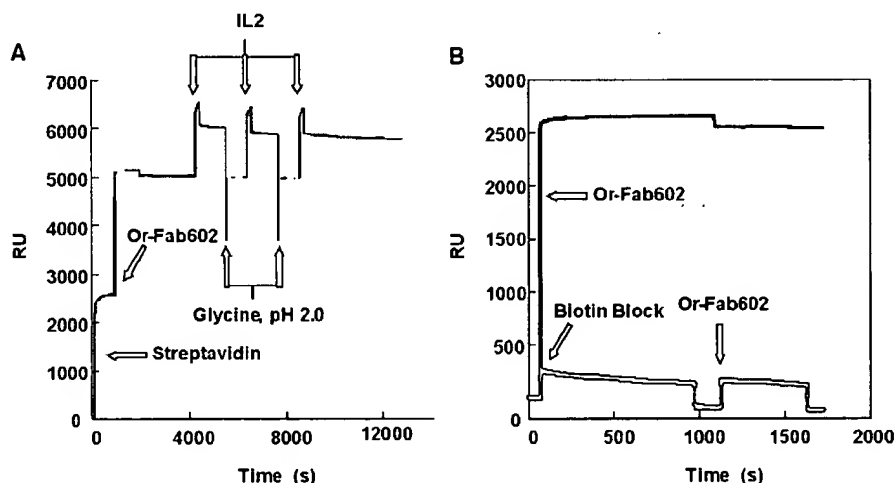 IL2
A
RU
7000
6000
5000
4000
3000
2000
1000
0
Or-Fab602
Streptavidin
Glycine, pH 2.0
0
4000
8000
12000
Time (s)
B
RU
3000
2500
2000
1500
1000
500
0
Or-Fab602
Biotin Block
Or-Fab602
0
500
1000
1500
2000
Time (s)